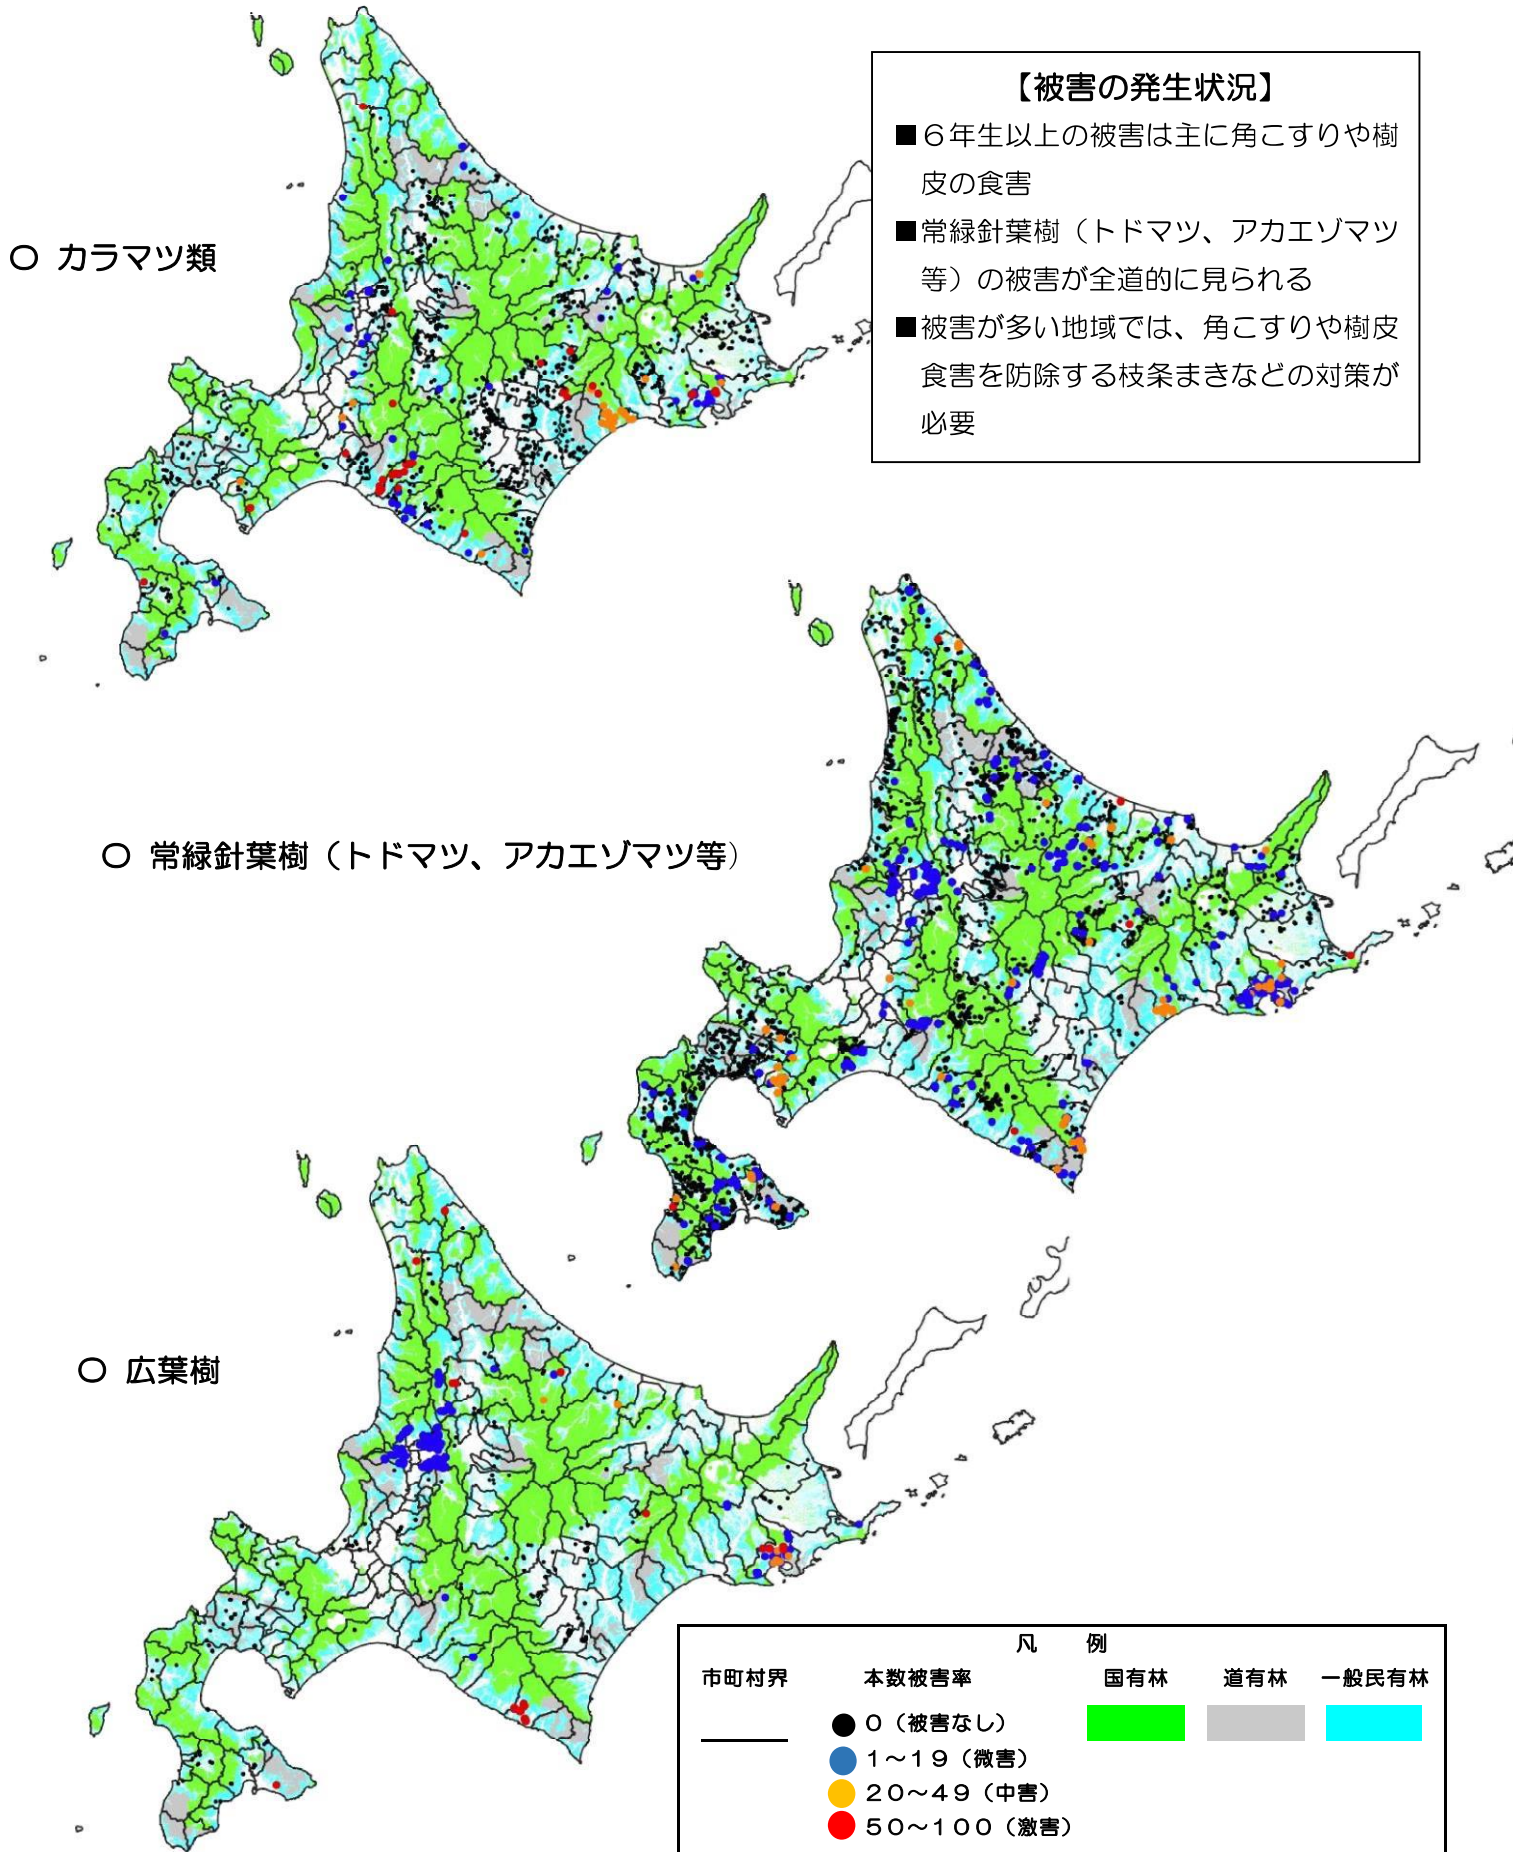 【被害の発生状況】
■６年生以上の被害は主に角こすりや樹
皮の食害
■常緑針葉樹（トドマツ、アカエゾマツ
等）の被害が全道的に見られる
■被害が多い地域では、角こすりや樹皮
食害を防除する枝条まきなどの対策が
必要
○ カラマツ類
○ 常緑針葉樹（トドマツ、アカエゾマツ等）
○ 広葉樹
凡　例
市町村界 本数被害率 国有林 道有林 一般民有林
０（被害なし）
１～１９（微害）
２０～４９（中害）
５０～１００（激害）